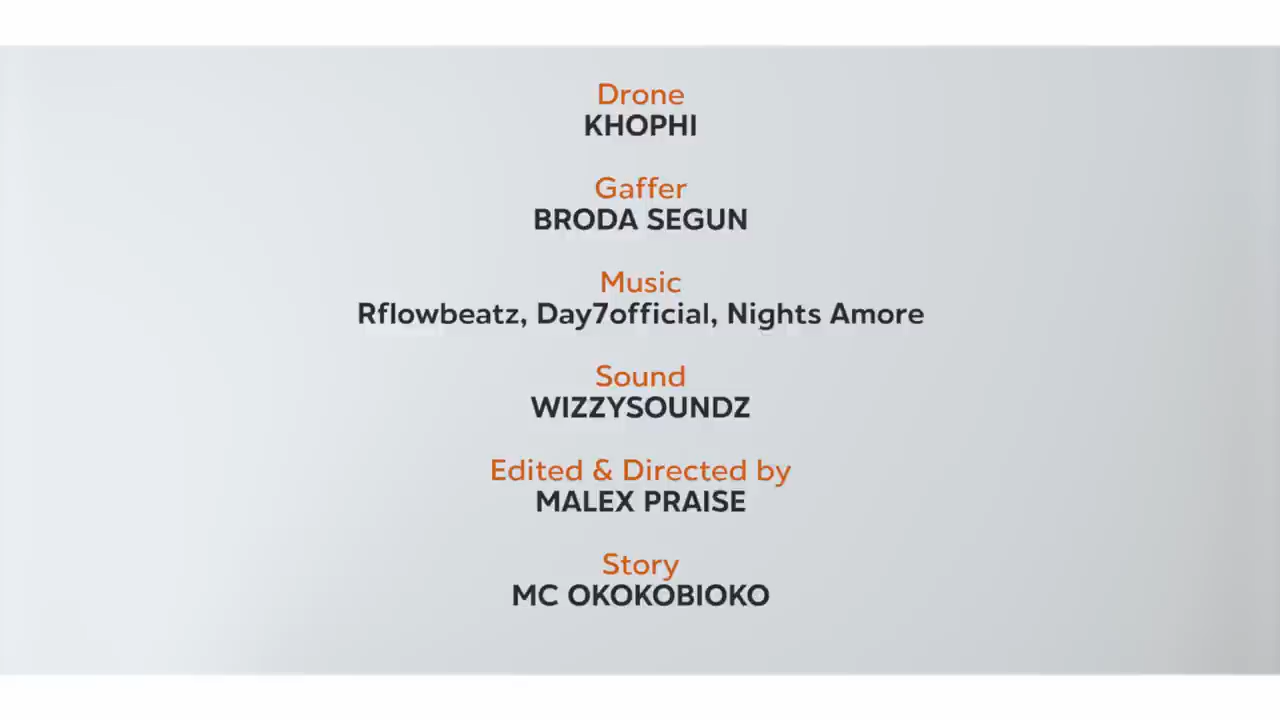 Drone
KHOPHI
Gaffer
BRODA SEGUN
Music
Rflowbeatz, Day7official, Nights Amore
Sound
WIZZYSOUNDZ
Edited & Directed by
MALEX PRAISE
Story
MC OKOKOBIOKO